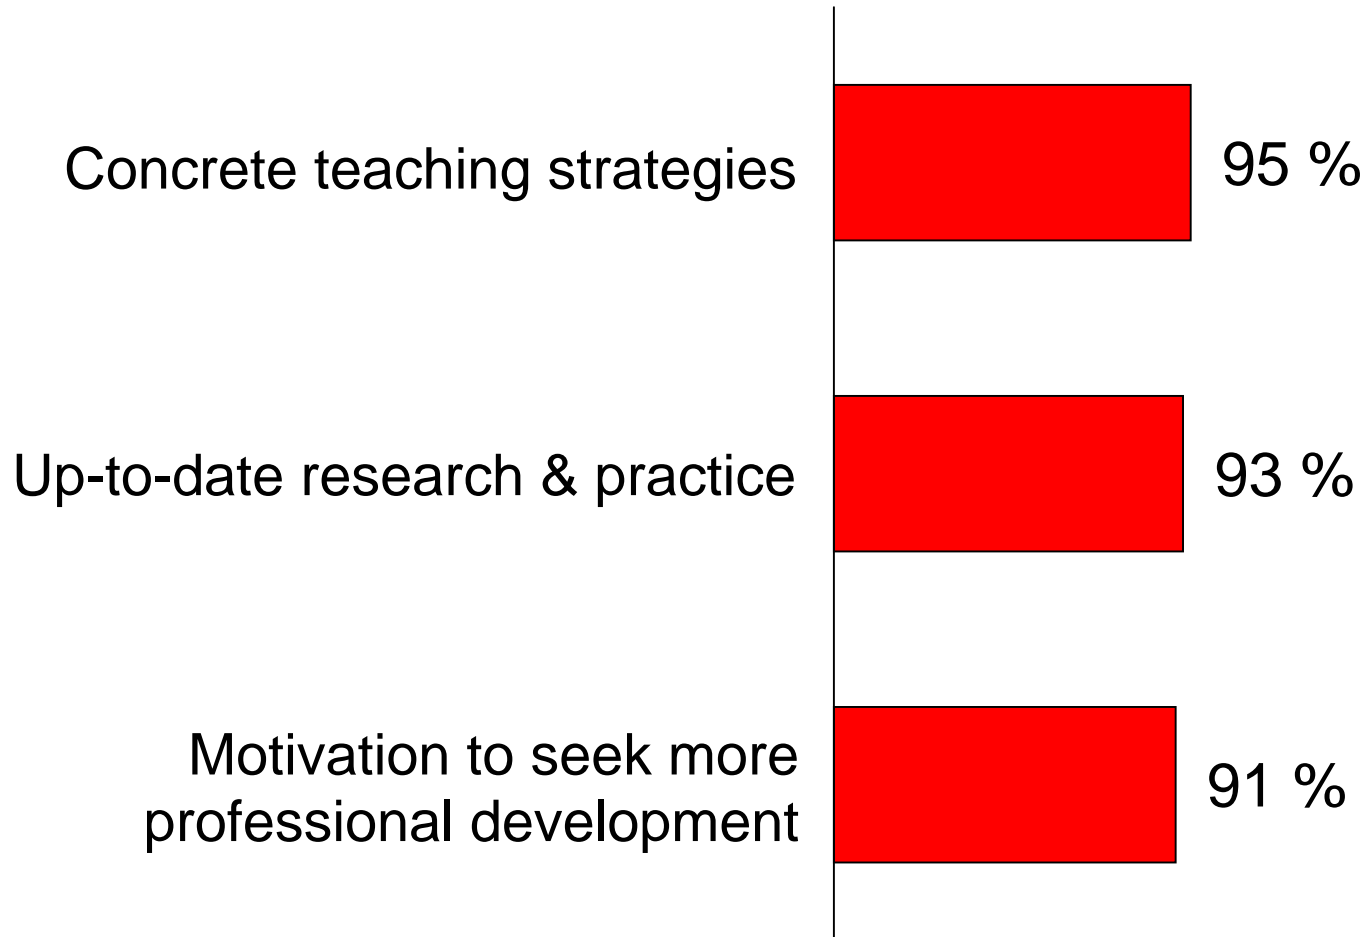 Concrete teaching strategies
95 %
Up-to-date research & practice
93 %
Motivation to seek more
professional development
91 %